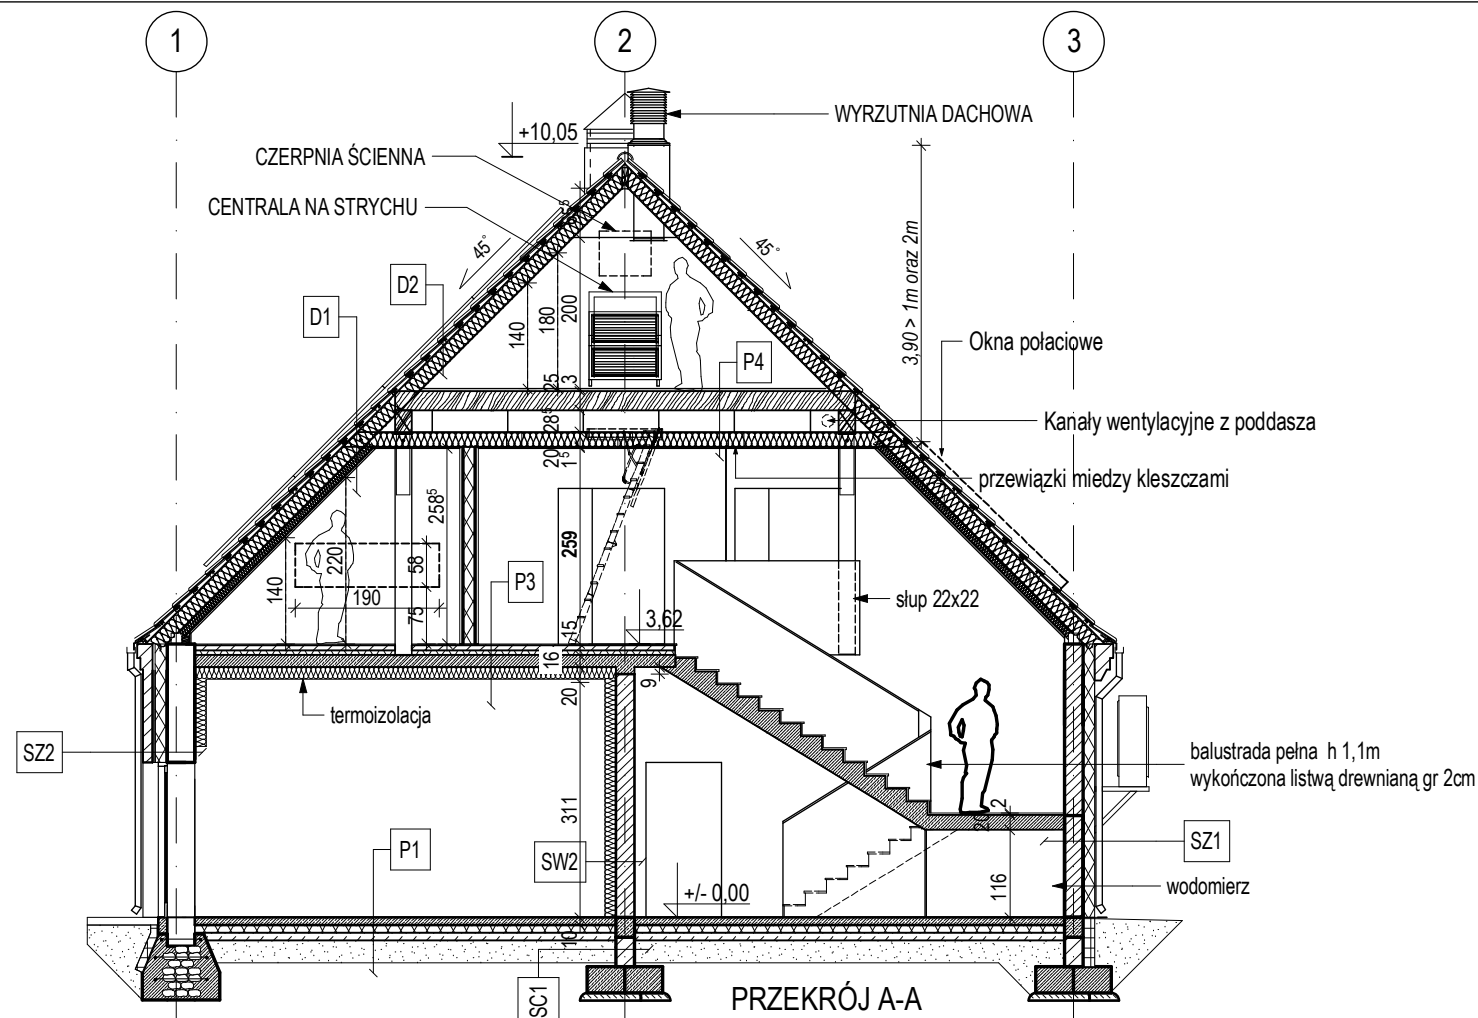 1
2
3
WYRZUTNIA DACHOWA
+10,05
CZERPNIA ŚCIENNA
CENTRALA NA STRYCHU
45°
45°
D2
D1
3,90 > 1m oraz 2m
140
180
200
25
3
P4
Okna połaciowe
Kanały wentylacyjne z poddasza
przewiązki miedzy kleszczami
28⁵
20
1⁵
258⁵
259
220
58
140
190
75
P3
słup 22x22
15
3,62
16
9
20
termoizolacja
SZ2
balustrada pełna h 1,1m
wykończona listwą drewnianą gr 2cm
311
2
20
P1
SW2
SZ1
+/- 0,00
116
wodomierz
10
SC1
PRZEKRÓJ A-A